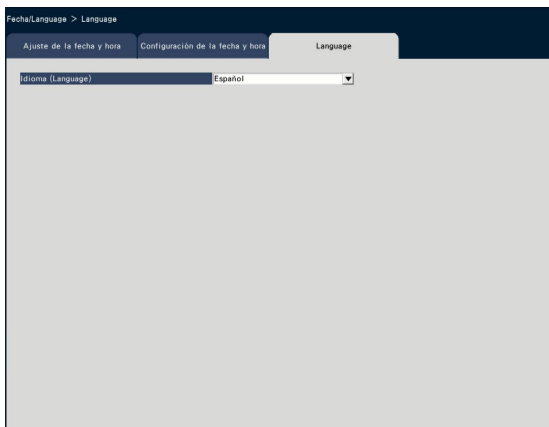 Fecha/Language > Language
Ajuste de la fecha y hora
Configuración de la fecha y hora
Language
Idioma (Language)
Español